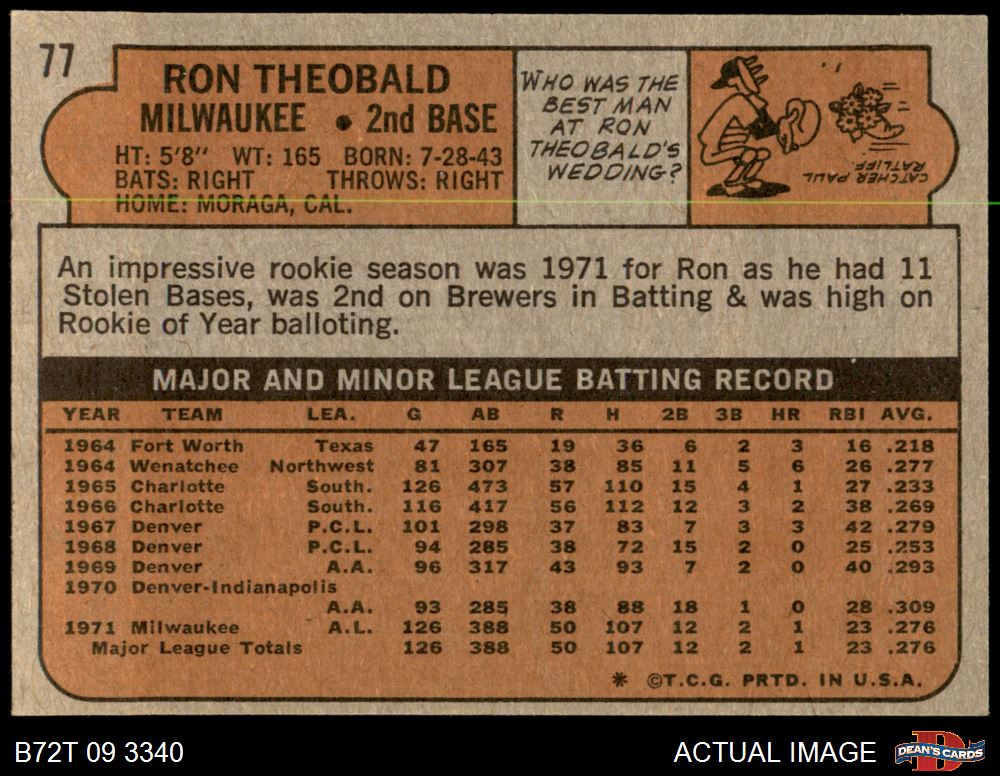 77
RON THEOBALD
MILWAUKEE • 2nd BASE
HT: 5'8" WT: 165 BORN: 7-28-43
BATS: RIGHT THROWS: RIGHT
HOME: MORAGA, CAL.
WHO WAS THE
BEST MAN
AT RON
THEOBALD'S
WEDDING?
CATCHER PAUL
RATLIFF.
An impressive rookie season was 1971 for Ron as he had 11
Stolen Bases, was 2nd on Brewers in Batting & was high on
Rookie of Year balloting.
MAJOR AND MINOR LEAGUE BATTING RECORD
YEAR TEAM LEA. G AB R H 2B 3B HR RBI AVG.
1964 Fort Worth Texas 47 165 19 36 6 2 3 16 .218
1964 Wenatchee Northwest 81 307 38 85 11 5 6 26 .277
1965 Charlotte South. 126 473 57 110 15 4 1 27 .233
1966 Charlotte South. 116 417 56 112 12 3 2 38 .269
1967 Denver P.C.L. 101 298 37 83 7 3 3 42 .279
1968 Denver P.C.L. 94 285 38 72 15 2 0 25 .253
1969 Denver A.A. 96 317 43 93 7 2 0 40 .293
1970 Denver-Indianapolis
A.A. 93 285 38 88 18 1 0 28 .309
1971 Milwaukee A.L. 126 388 50 107 12 2 1 23 .276
Major League Totals 126 388 50 107 12 2 1 23 .276
* ©T.C.G. PRTD. IN U.S.A.
B72T 09 3340 ACTUAL IMAGE
D
DEAN'S CARDS